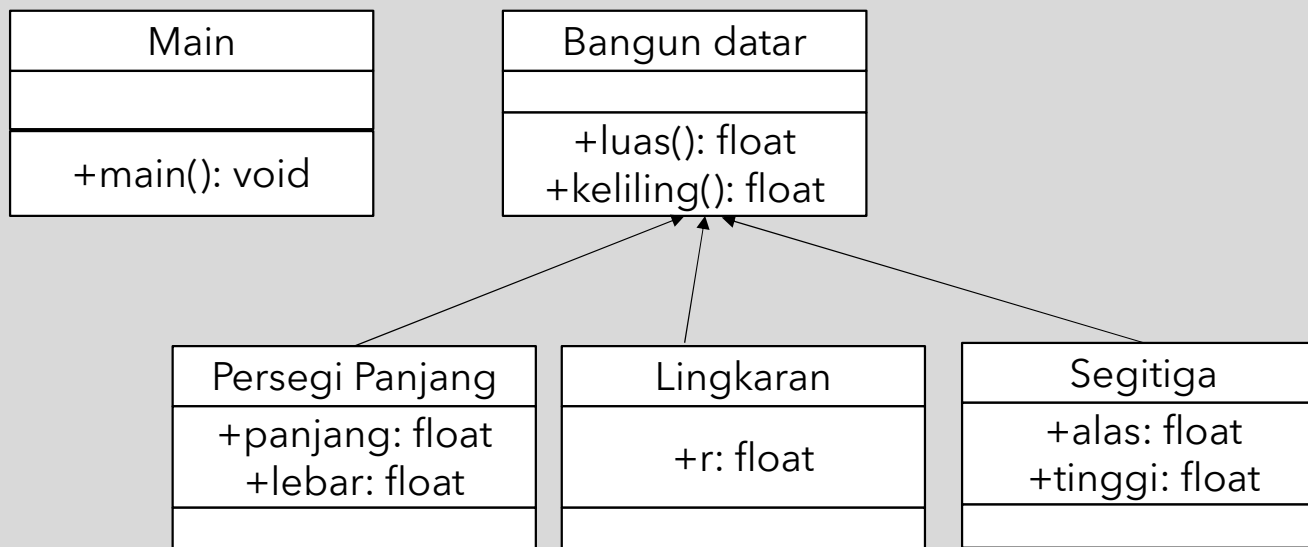 Main
+main(): void
Bangun datar
+luas(): float
+keliling(): float
Persegi Panjang
+panjang: float
+lebar: float
Lingkaran
+r: float
Segitiga
+alas: float
+tinggi: float